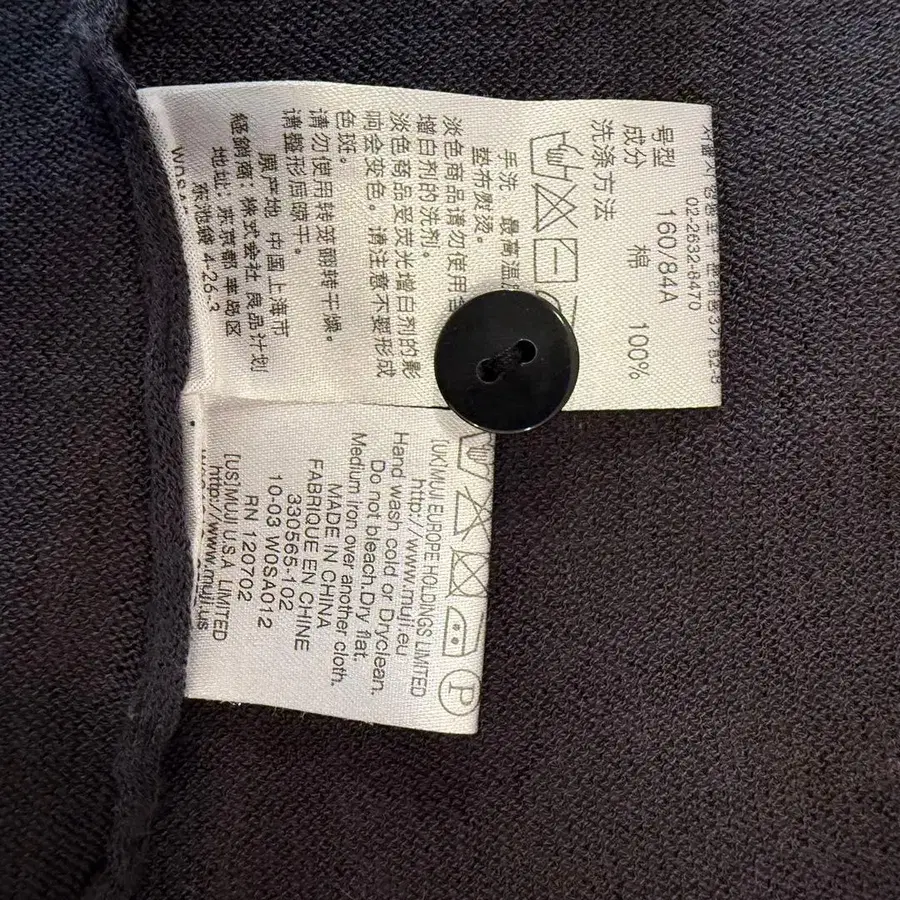 02-2632-6470
号型 160/84A
成分 棉 100%
洗涤方法
手洗 最高温
垫布熨烫。
淡色商品请勿使用
增白剂的洗剂。
淡色商品受荧光增白剂的影
响会变色。请注意不要形成
色斑。
请勿使用转笼翻转干燥。
请整形后晾干。
原产地 中国上海市
经销商：株式会社 良品计划
地址：东京都 丰岛区
东池袋 4-26-3
P
[UK]MUJI EUROPE HOLDINGS LIMITED
http://www.muji.eu
Hand wash cold or Dryclean.
Do not bleach.Dry flat,
Medium iron over another cloth.
MADE IN CHINA
FABRIQUE EN CHINE
330565-102
10-03 W0SA012
RN 120702
[US]MUJI U.S.A. LIMITED
http://www.muji.us